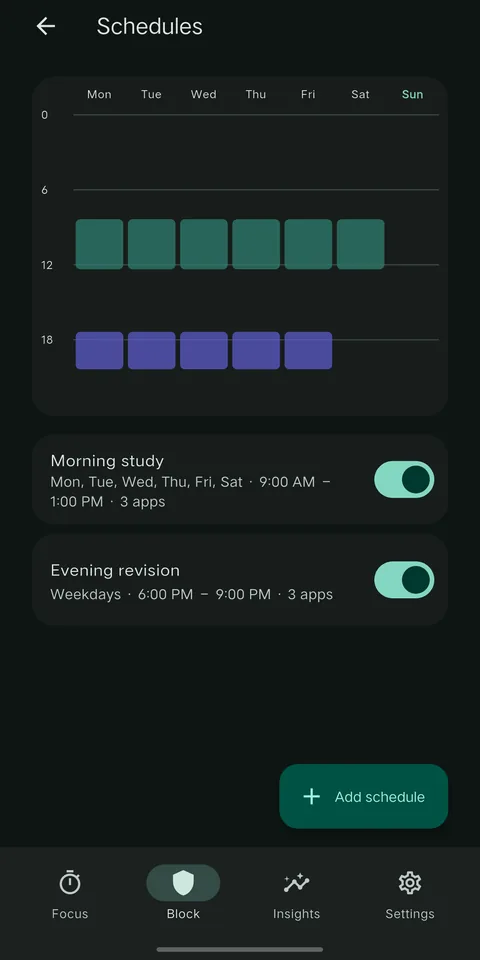 Schedules
Mon Tue Wed Thu Fri Sat Sun
0
6
12
18
Morning study
Mon, Tue, Wed, Thu, Fri, Sat · 9:00 AM –
1:00 PM · 3 apps
Evening revision
Weekdays · 6:00 PM – 9:00 PM · 3 apps
Add schedule
Focus Block Insights Settings